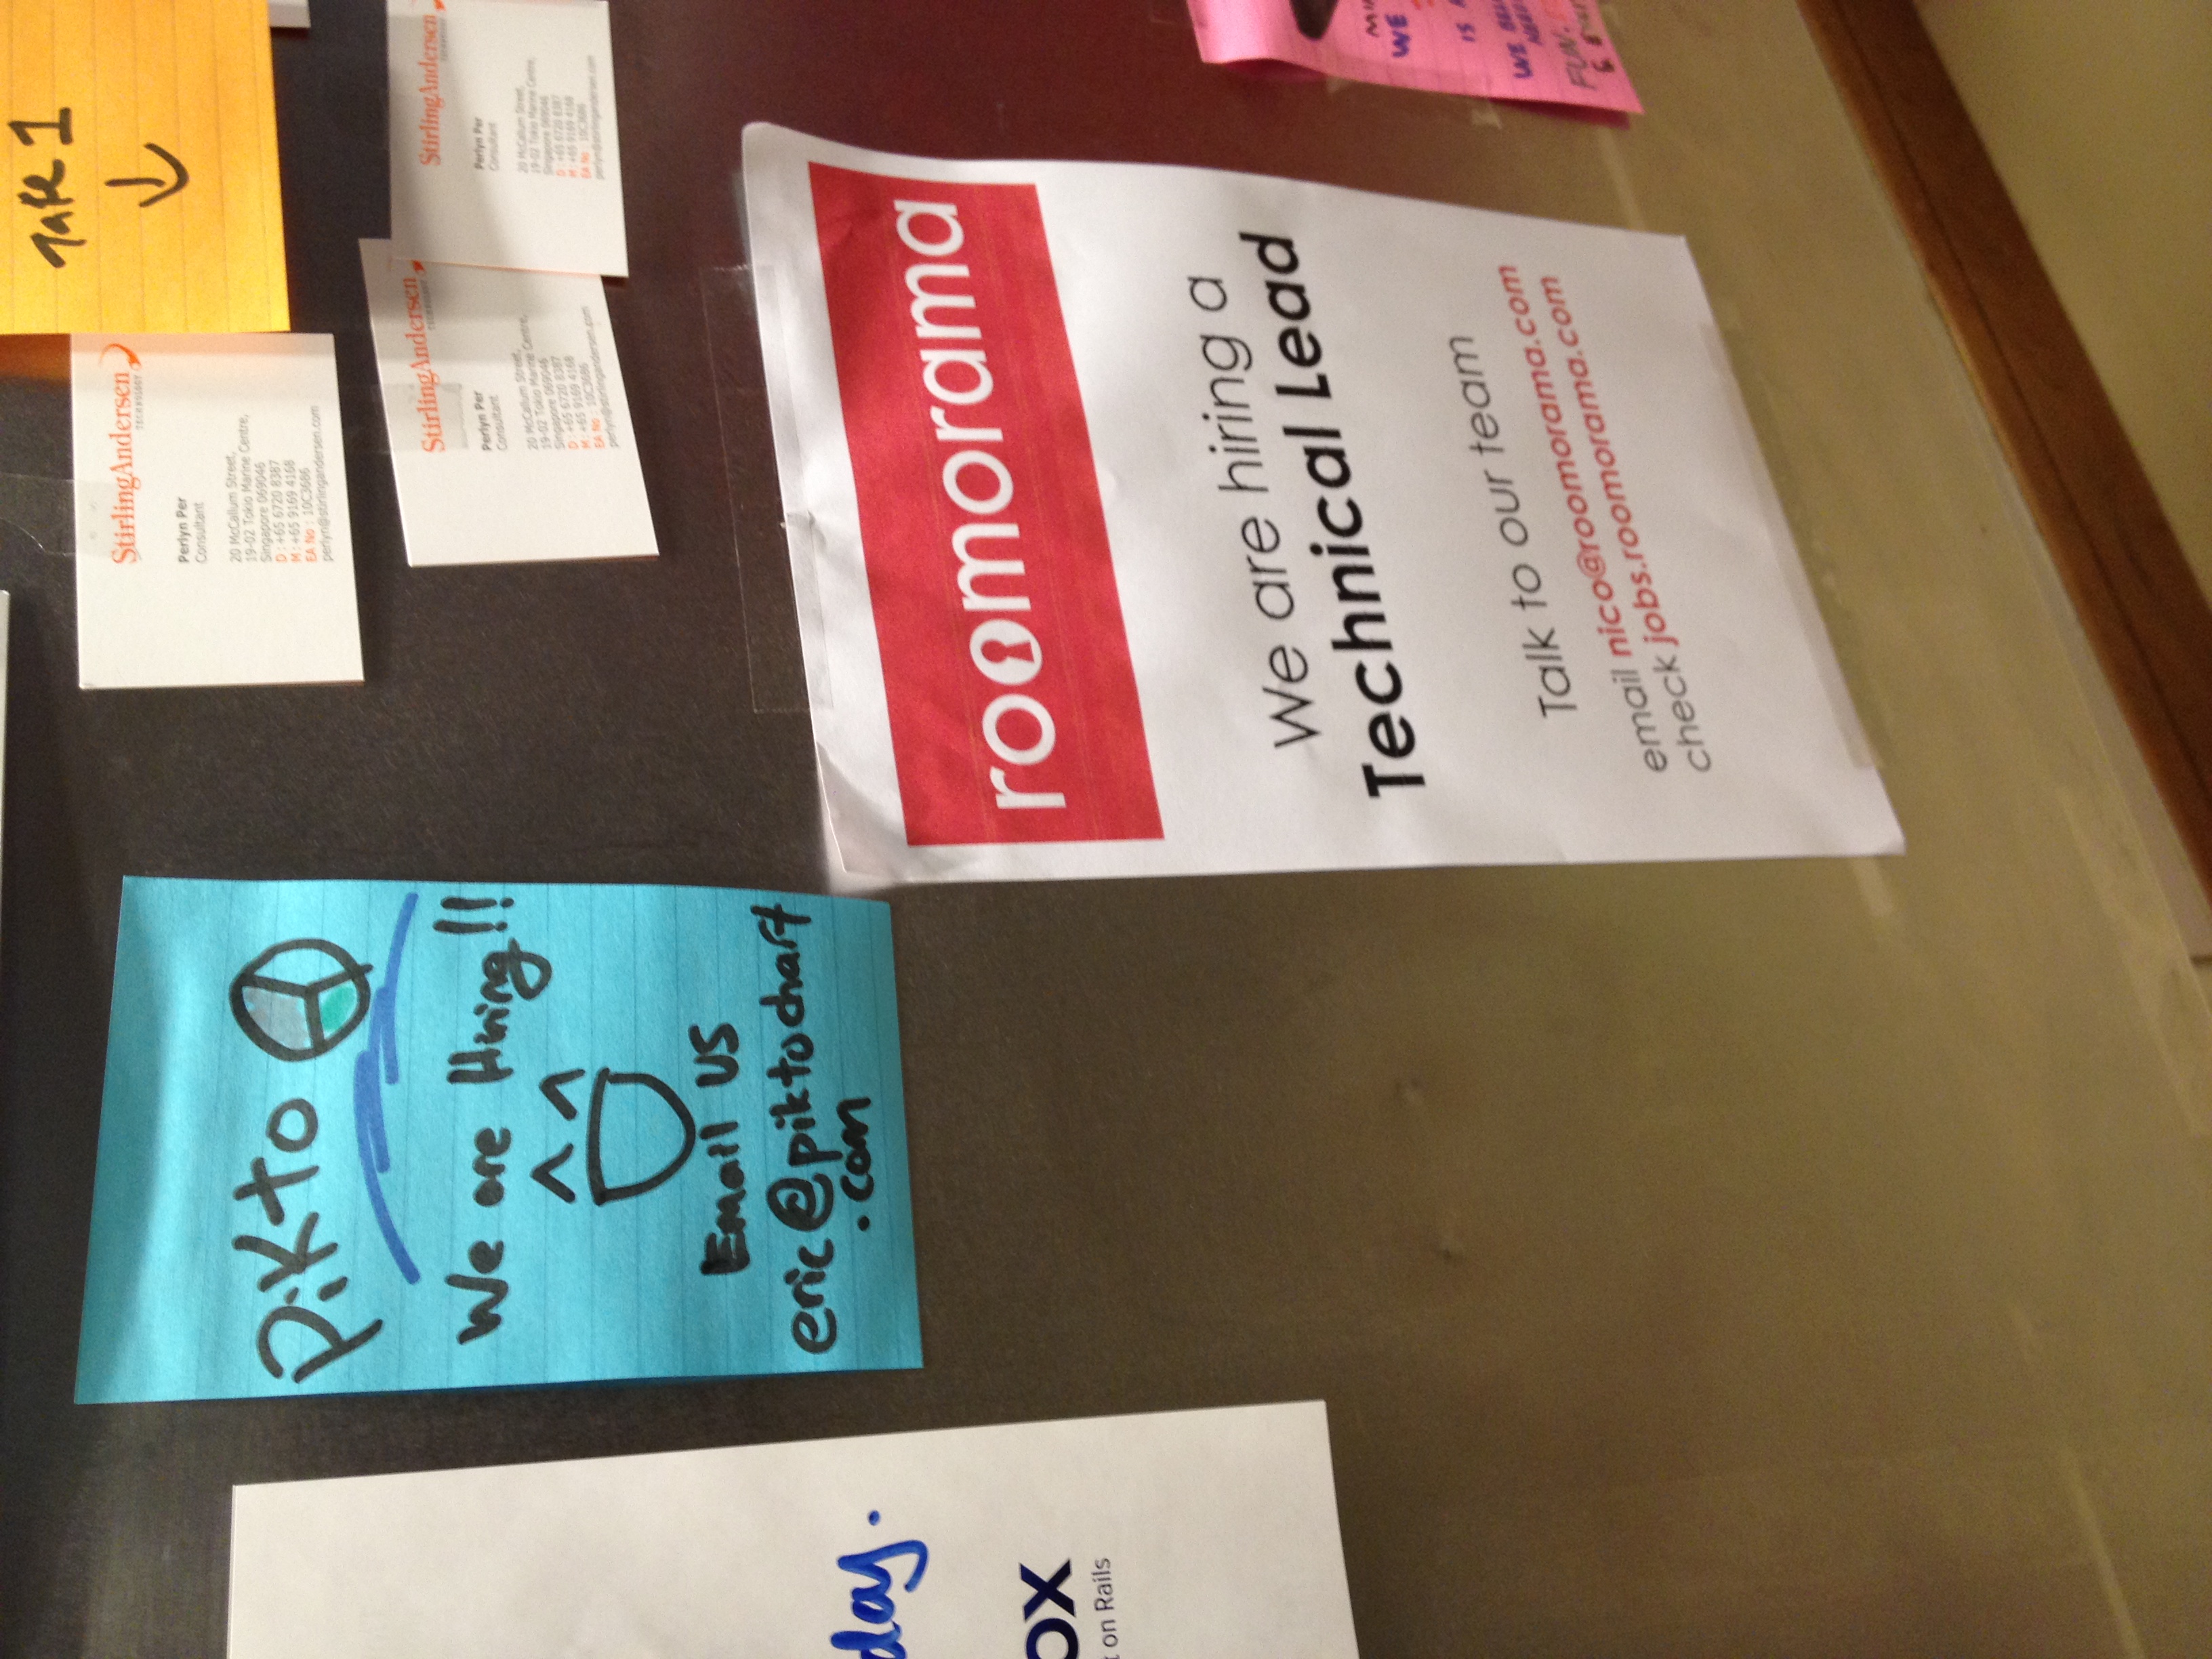 Pikto
We are Hiring!!
Email US
eric@piktochart
.com
day.
ox
t on Rails
Take 1
StirlingAndersen
TECHNOLOGY
Perlyn Per
Consultant
20 McCallum Street,
19-02 Tokio Marine Centre,
Singapore 069046
D : +65 6720 8387
M : +65 9169 4168
EA No : 10C3686
perlyn@stirlingandersen.com
StirlingAndersen
TECHNOLOGY
Perlyn Per
Consultant
20 McCallum Street,
19-02 Tokio Marine Centre,
Singapore 069046
D : +65 6720 8387
M : +65 9169 4168
EA No : 10C3686
perlyn@stirlingandersen.com
StirlingAndersen
TECHNOLOGY
Perlyn Per
Consultant
20 McCallum Street,
19-02 Tokio Marine Centre,
Singapore 069046
D : +65 6720 8387
M : +65 9169 4168
EA No : 10C3686
perlyn@stirlingandersen.com
roomorama
We are hiring a
Technical Lead
Talk to our team
email nico@roomorama.com
check jobs.roomorama.com
WE
IS
WE
FUN.
&